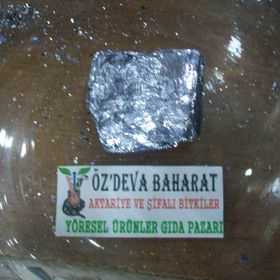 ÖZ'DEVA BAHARAT
AKTARİYE VE ŞİFALI BİTKİLER
YÖRESEL ÜRÜNLER GIDA PAZARI